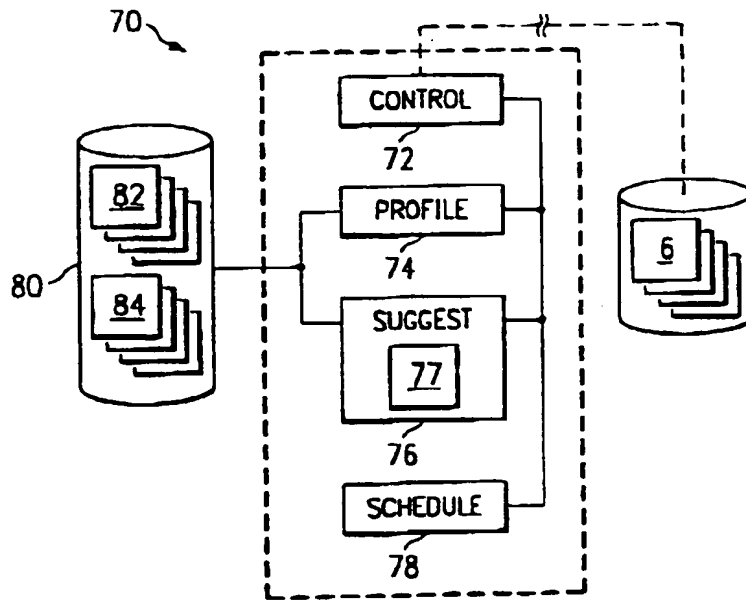 70
CONTROL
72
82
PROFILE
74
6
80
84
SUGGEST
77
76
SCHEDULE
78